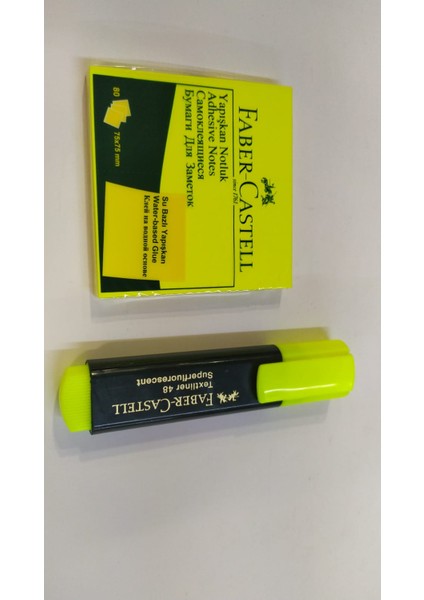 FABER-CASTELL
since 1761
Yapışkan Notluk
Adhesive Notes
Самоклеящиеся
Бумаги Для Заметок
80
75x75 mm
Su Bazlı Yapışkan
Water-based Glue
Клей на водной основе
FABER-CASTELL
Textliner 48
Superfluorescent